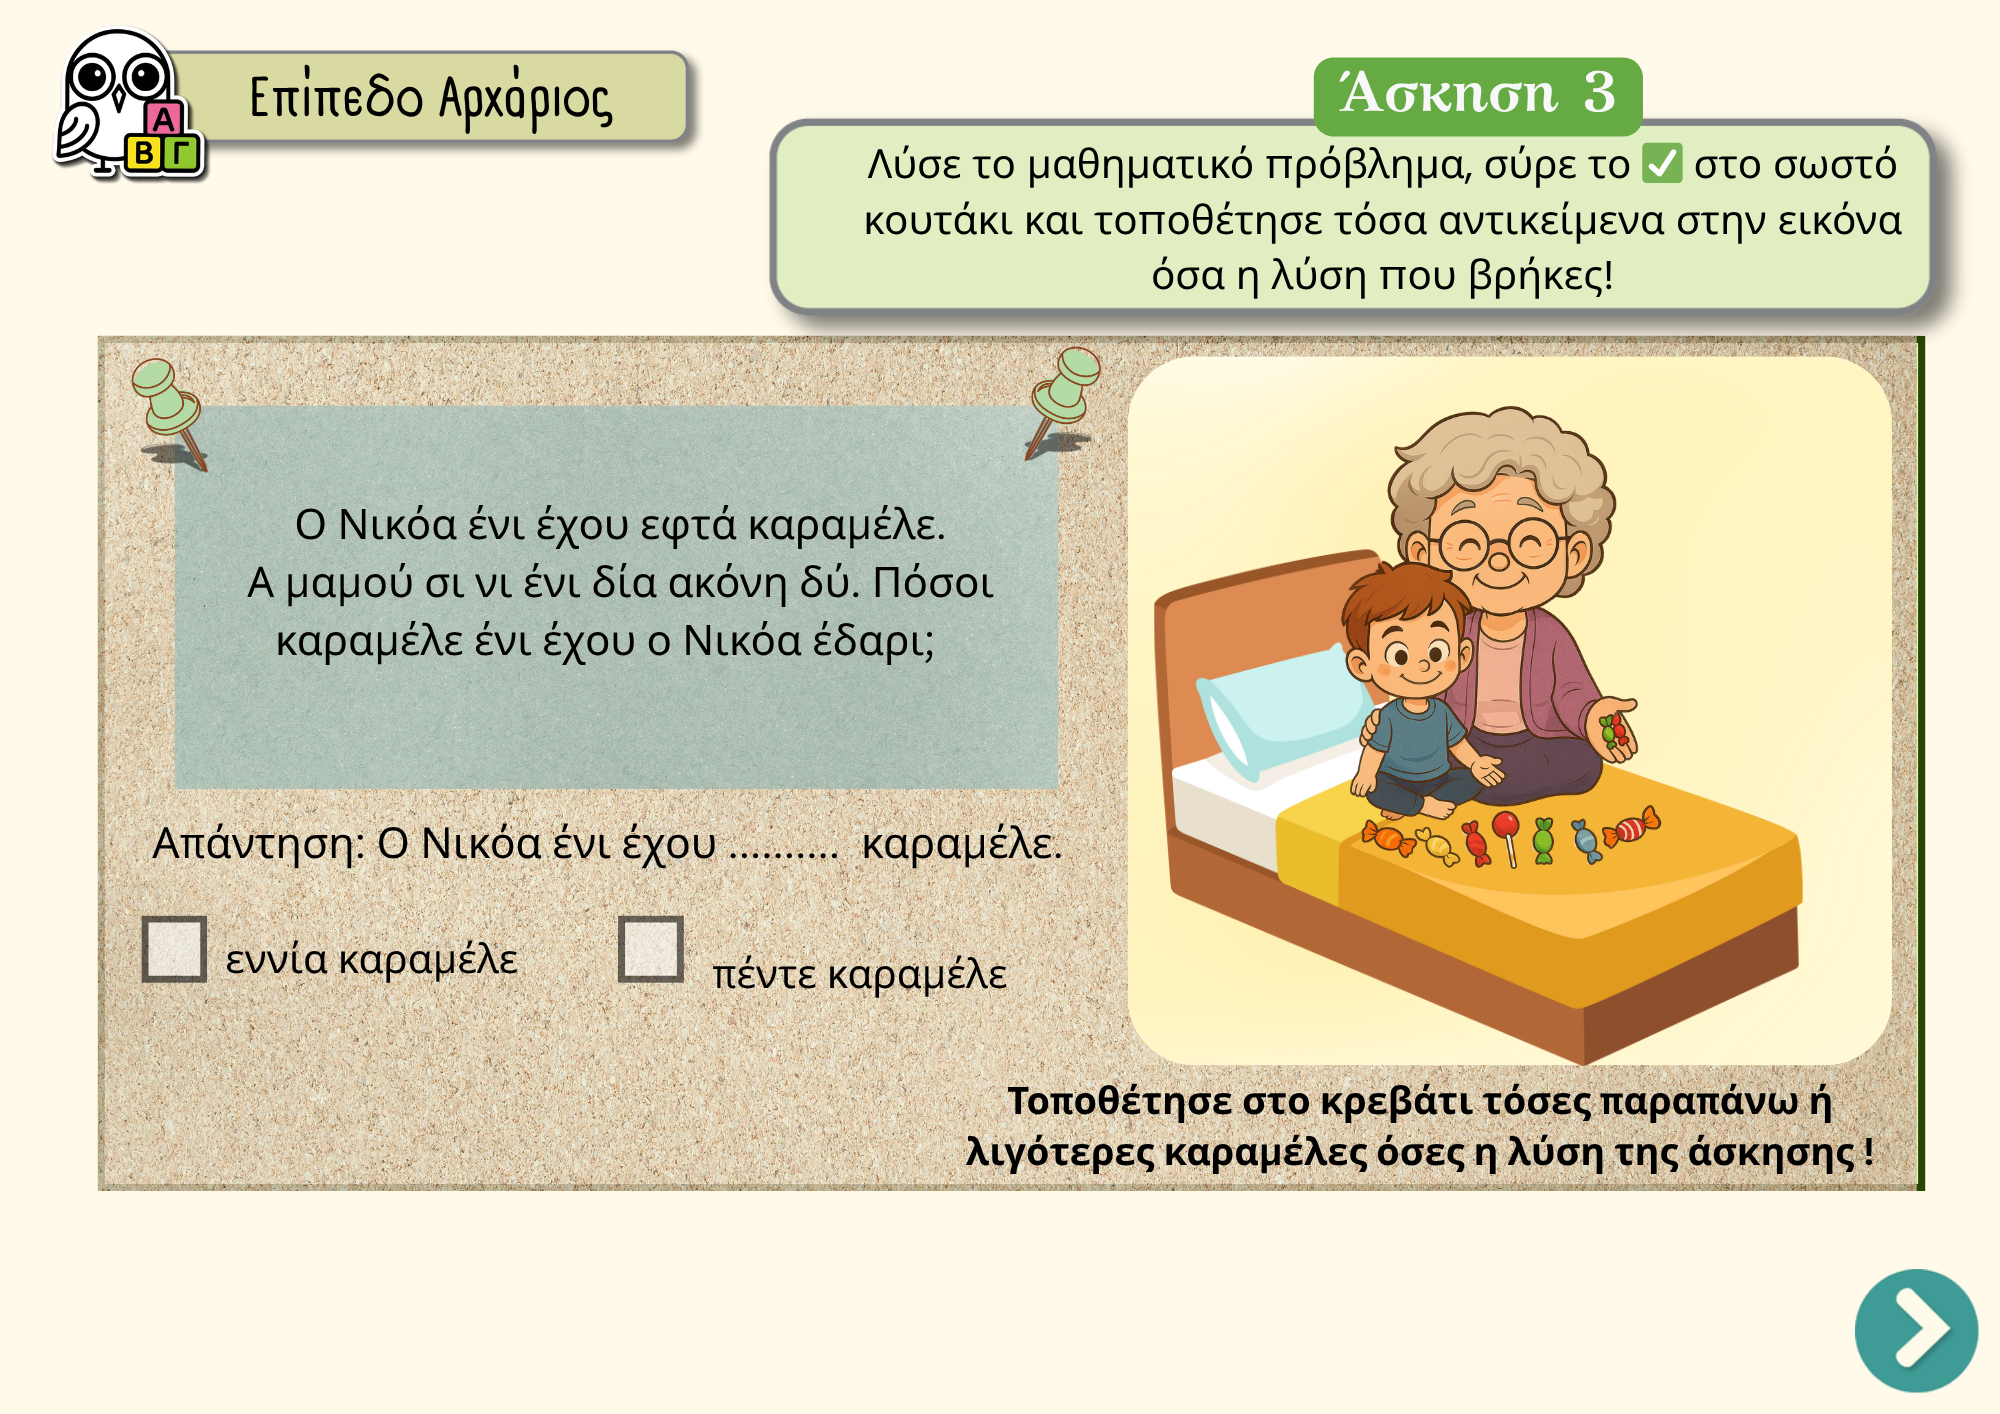 Α
Β Γ
Επίπεδο Αρχάριος
Άσκηση 3
Λύσε το μαθηματικό πρόβλημα, σύρε το ✅ στο σωστό
κουτάκι και τοποθέτησε τόσα αντικείμενα στην εικόνα
όσα η λύση που βρήκες!
Ο Νικόα ένι έχου εφτά καραμέλε.
Α μαμού σι νι ένι δία ακόνη δύ. Πόσοι
καραμέλε ένι έχου ο Νικόα έδαρι;
Απάντηση: Ο Νικόα ένι έχου .......... καραμέλε.
εννία καραμέλε
πέντε καραμέλε
Τοποθέτησε στο κρεβάτι τόσες παραπάνω ή
λιγότερες καραμέλες όσες η λύση της άσκησης !